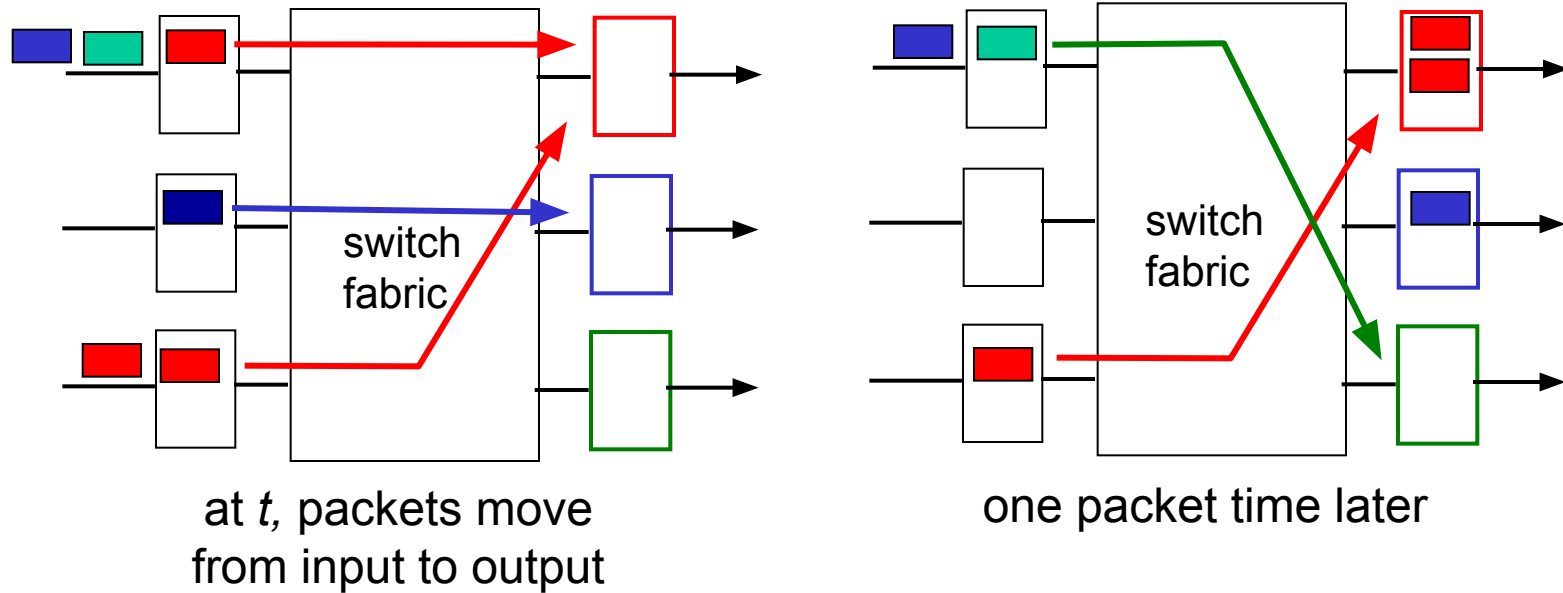 switch
fabric
at t, packets move
from input to output
switch
fabric
one packet time later